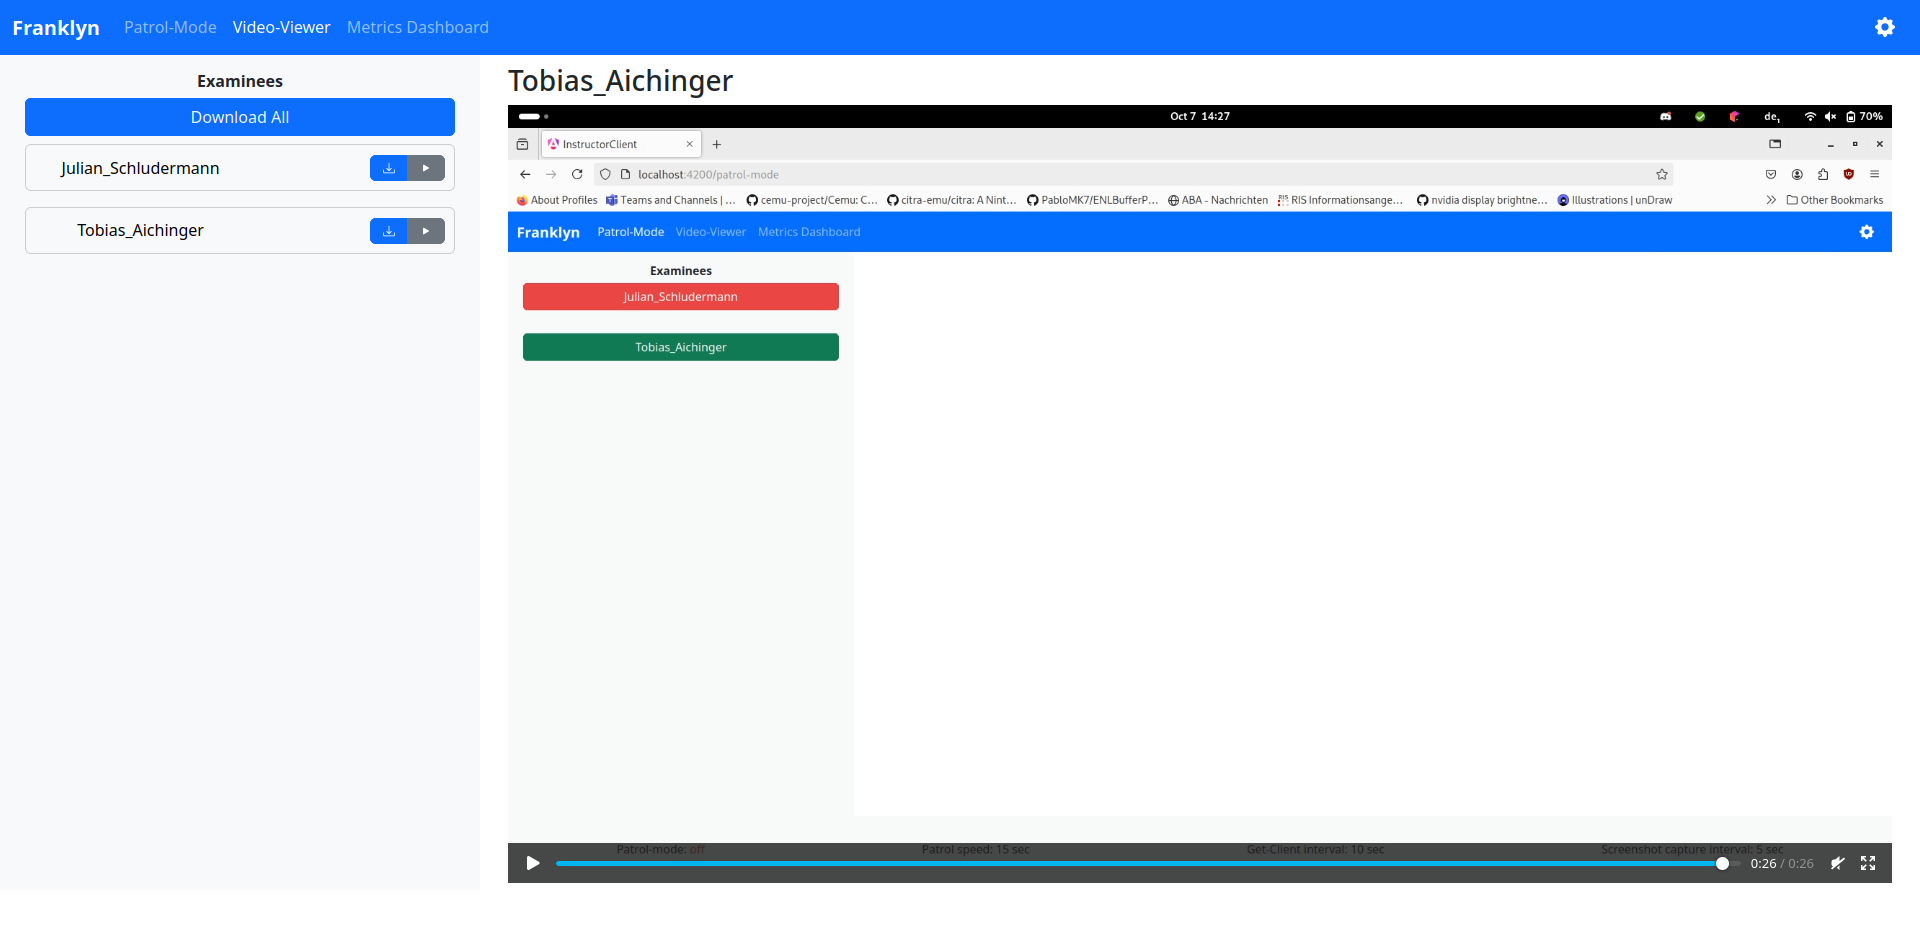 Franklyn Patrol-Mode Video-Viewer Metrics Dashboard
Examinees
Download All
Julian_Schludermann
Tobias_Aichinger
Tobias_Aichinger
Oct 7 14:27
de1
70%
InstructorClient
localhost:4200/patrol-mode
About Profiles Teams and Channels | ... cemu-project/Cemu: C... citra-emu/citra: A Nint... PabloMK7/ENLBufferP... ABA - Nachrichten RIS Informationsange... nvidia display brightne... Illustrations | unDraw Other Bookmarks
Franklyn Patrol-Mode Video-Viewer Metrics Dashboard
Examinees
Julian_Schludermann
Tobias_Aichinger
Patrol-mode: off Patrol speed: 15 sec Get-Client interval: 10 sec Screenshot capture interval: 5 sec
0:26 / 0:26